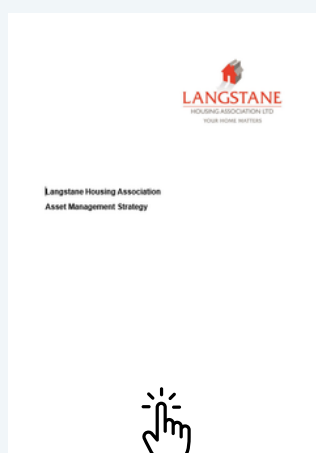 LANGSTANE
HOUSING ASSOCIATION LTD
YOUR HOME MATTERS
Langstane Housing Association
Asset Management Strategy